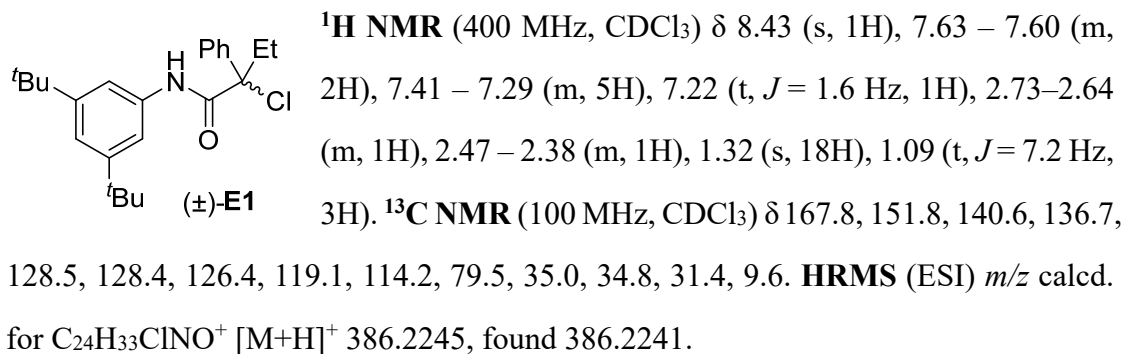 ¹H NMR (400 MHz, CDCl₃) δ 8.43 (s, 1H), 7.63 – 7.60 (m,
Ph Et
ᵗBu H N Cl
2H), 7.41 – 7.29 (m, 5H), 7.22 (t, J = 1.6 Hz, 1H), 2.73–2.64
O
(m, 1H), 2.47 – 2.38 (m, 1H), 1.32 (s, 18H), 1.09 (t, J = 7.2 Hz,
ᵗBu (±)-E1
3H). ¹³C NMR (100 MHz, CDCl₃) δ 167.8, 151.8, 140.6, 136.7,
128.5, 128.4, 126.4, 119.1, 114.2, 79.5, 35.0, 34.8, 31.4, 9.6. HRMS (ESI) m/z calcd.
for C₂₄H₃₃ClNO⁺ [M+H]⁺ 386.2245, found 386.2241.